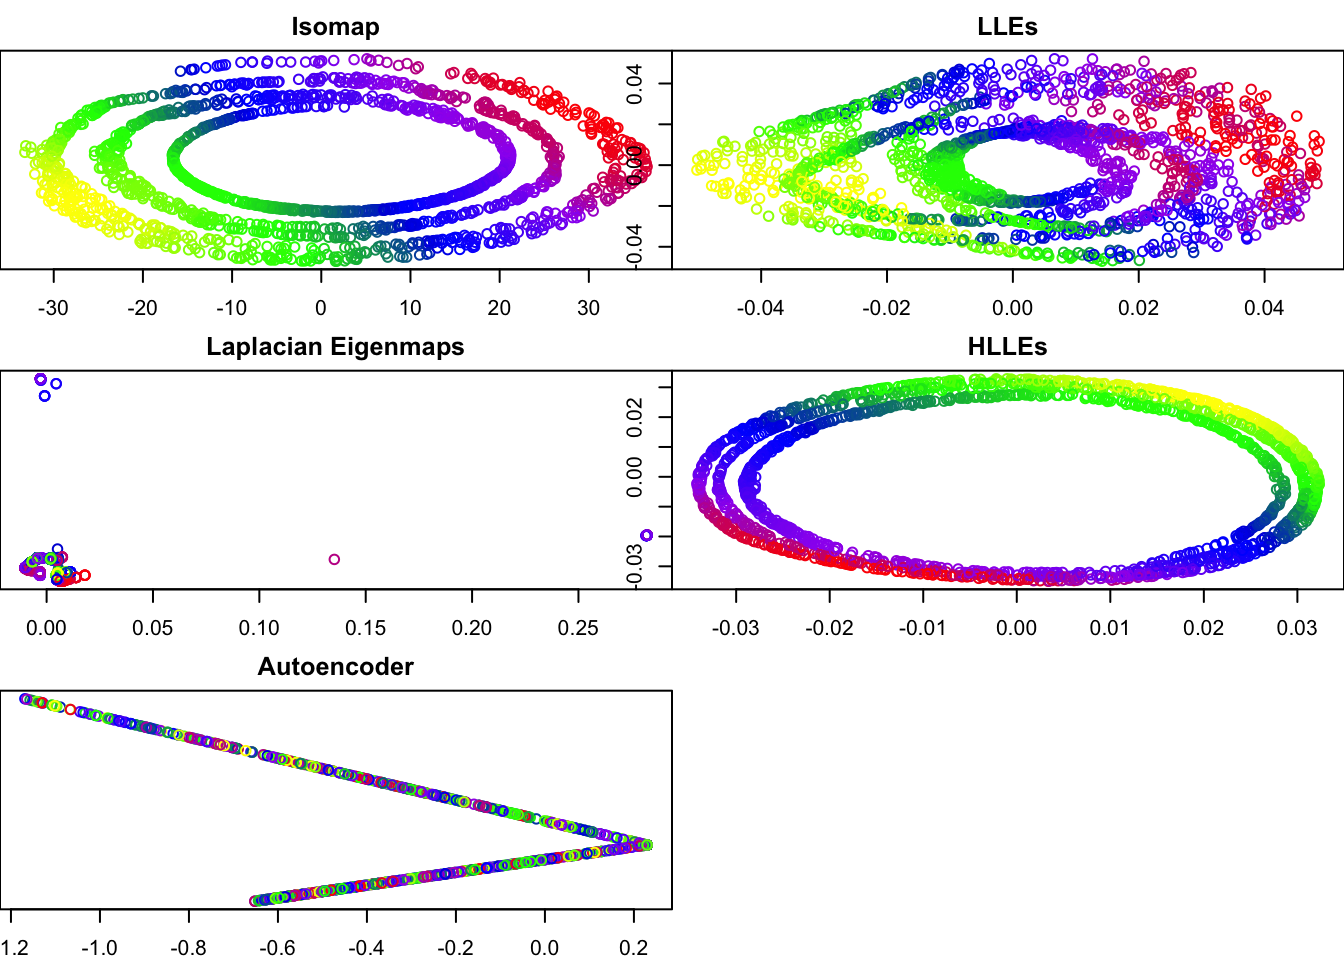 Isomap
LLEs
0.04
0.00
-0.04
-30 -20 -10 0 10 20 30
-0.04 -0.02 0.00 0.02 0.04
Laplacian Eigenmaps
HLLEs
0.02
0.00
-0.03
0.00 0.05 0.10 0.15 0.20 0.25
-0.03 -0.02 -0.01 0.00 0.01 0.02 0.03
Autoencoder
1.2 -1.0 -0.8 -0.6 -0.4 -0.2 0.0 0.2